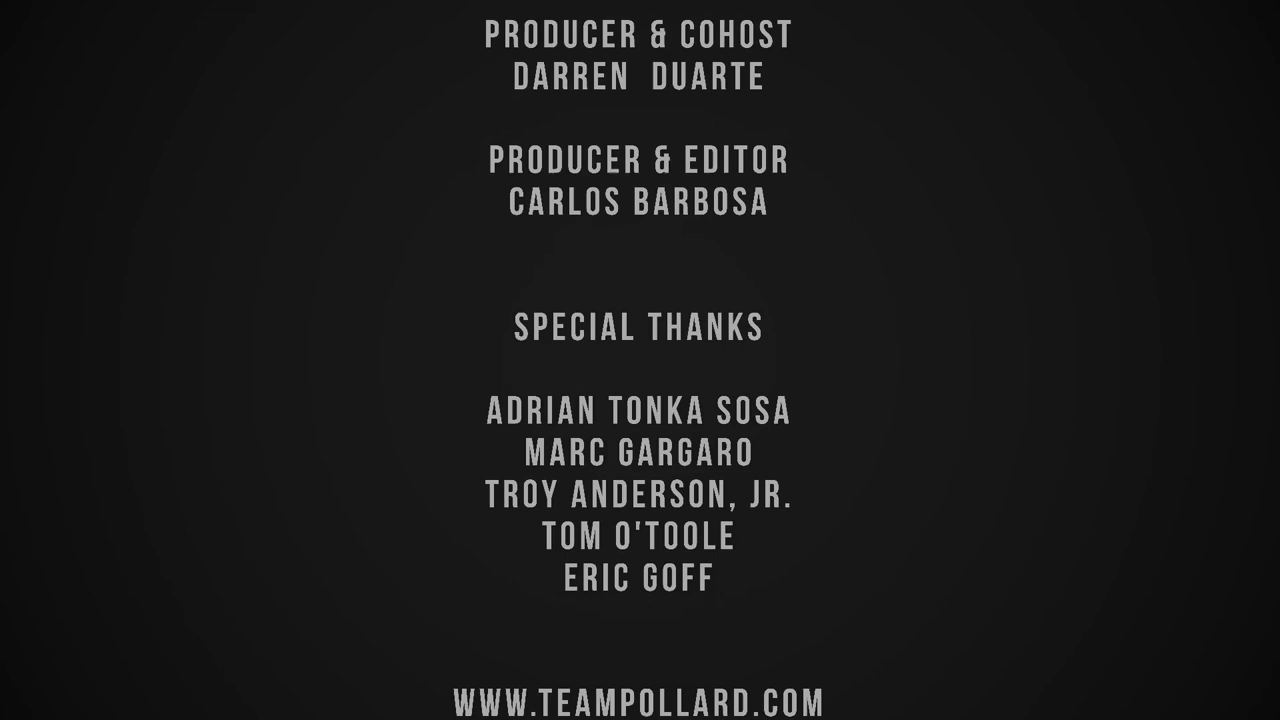 PRODUCER & COHOST
DARREN  DUARTE
PRODUCER & EDITOR
CARLOS BARBOSA
SPECIAL THANKS
ADRIAN TONKA SOSA
MARC GARGARO
TROY ANDERSON, JR.
TOM O'TOOLE
ERIC GOFF
WWW.TEAMPOLLARD.COM